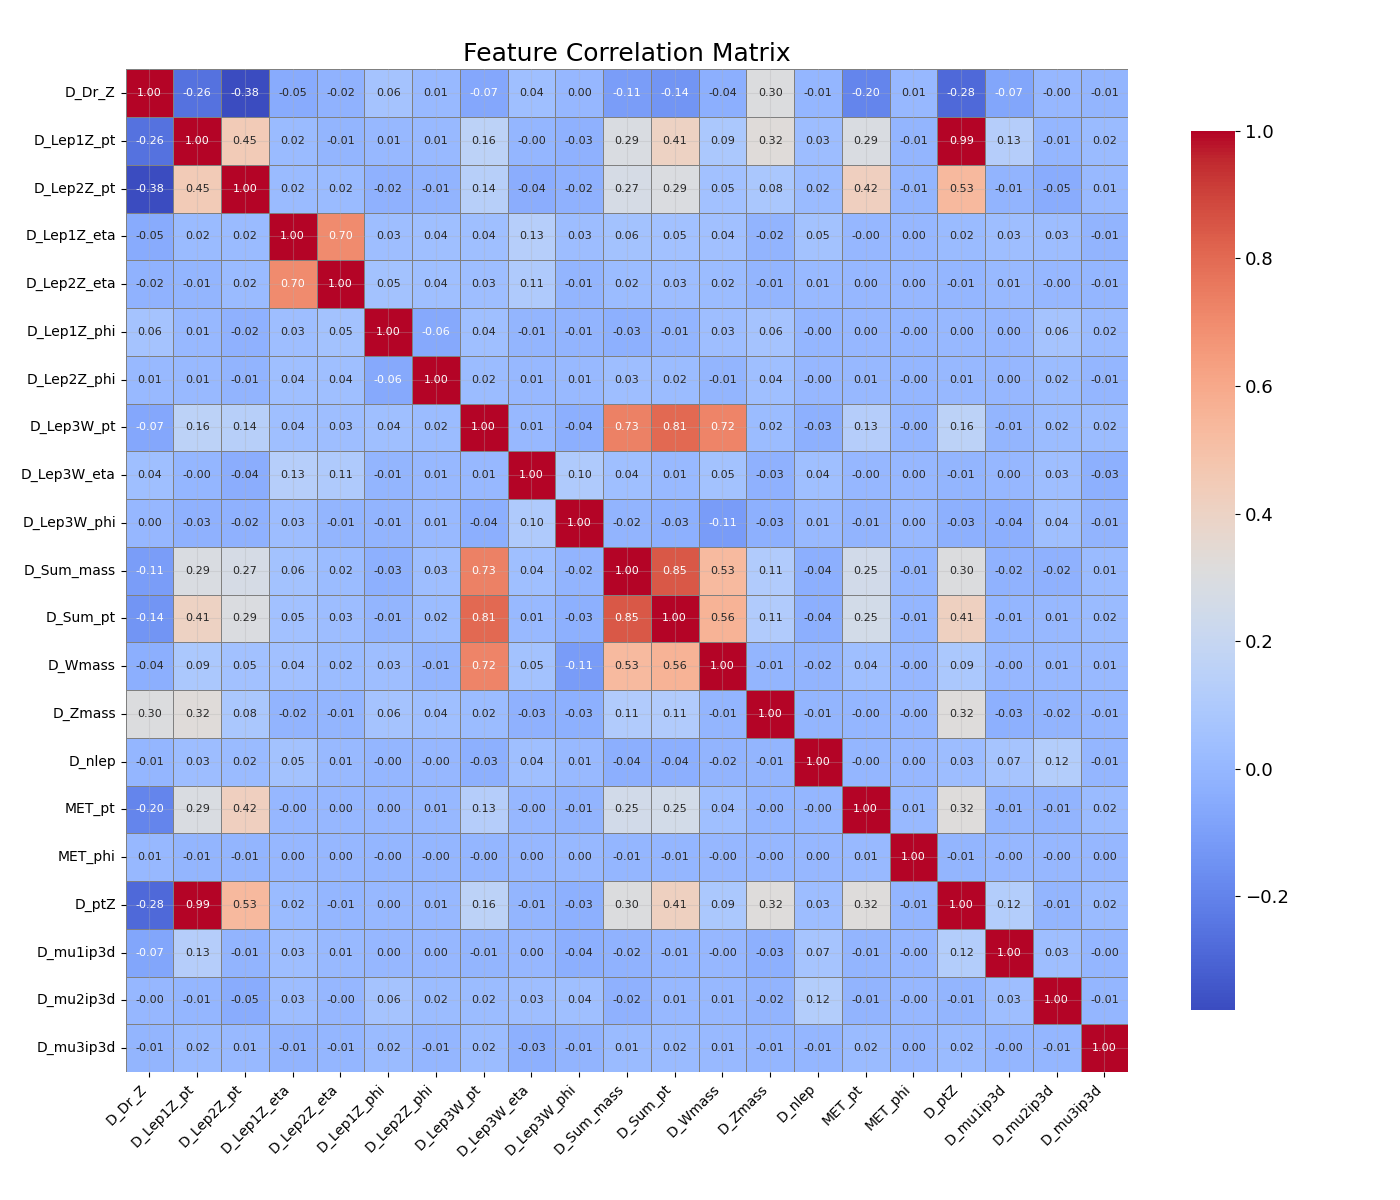 Feature Correlation Matrix
D_Dr_Z 1.00 -0.26 -0.38 -0.05 -0.02 0.06 0.01 -0.07 0.04 0.00 -0.11 -0.14 -0.04 0.30 -0.01 -0.20 0.01 -0.28 -0.07 -0.00 -0.01
D_Lep1Z_pt -0.26 1.00 0.45 0.02 -0.01 0.01 0.01 0.16 -0.00 -0.03 0.29 0.41 0.09 0.32 0.03 0.29 -0.01 0.99 0.13 -0.01 0.02
D_Lep2Z_pt -0.38 0.45 1.00 0.02 0.02 -0.02 -0.01 0.14 -0.04 -0.02 0.27 0.29 0.05 0.08 0.02 0.42 -0.01 0.53 -0.01 -0.05 0.01
D_Lep1Z_eta -0.05 0.02 0.02 1.00 0.70 0.03 0.04 0.04 0.13 0.03 0.06 0.05 0.04 -0.02 0.05 -0.00 0.00 0.02 0.03 0.03 -0.01
D_Lep2Z_eta -0.02 -0.01 0.02 0.70 1.00 0.05 0.04 0.03 0.11 -0.01 0.02 0.03 0.02 -0.01 0.01 0.00 0.00 -0.01 0.01 -0.00 -0.01
D_Lep1Z_phi 0.06 0.01 -0.02 0.03 0.05 1.00 -0.06 0.04 -0.01 -0.01 -0.03 -0.01 0.03 0.06 -0.00 0.00 -0.00 0.00 0.00 0.06 0.02
D_Lep2Z_phi 0.01 0.01 -0.01 0.04 0.04 -0.06 1.00 0.02 0.01 0.01 0.03 0.02 -0.01 0.04 -0.00 0.01 -0.00 0.01 0.00 0.02 -0.01
D_Lep3W_pt -0.07 0.16 0.14 0.04 0.03 0.04 0.02 1.00 0.01 -0.04 0.73 0.81 0.72 0.02 -0.03 0.13 -0.00 0.16 -0.01 0.02 0.02
D_Lep3W_eta 0.04 -0.00 -0.04 0.13 0.11 -0.01 0.01 0.01 1.00 0.10 0.04 0.01 0.05 -0.03 0.04 -0.00 0.00 -0.01 0.00 0.03 -0.03
D_Lep3W_phi 0.00 -0.03 -0.02 0.03 -0.01 -0.01 0.01 -0.04 0.10 1.00 -0.02 -0.03 -0.11 -0.03 0.01 -0.01 0.00 -0.03 -0.04 0.04 -0.01
D_Sum_mass -0.11 0.29 0.27 0.06 0.02 -0.03 0.03 0.73 0.04 -0.02 1.00 0.85 0.53 0.11 -0.04 0.25 -0.01 0.30 -0.02 -0.02 0.01
D_Sum_pt -0.14 0.41 0.29 0.05 0.03 -0.01 0.02 0.81 0.01 -0.03 0.85 1.00 0.56 0.11 -0.04 0.25 -0.01 0.41 -0.01 0.01 0.02
D_Wmass -0.04 0.09 0.05 0.04 0.02 0.03 -0.01 0.72 0.05 -0.11 0.53 0.56 1.00 -0.01 -0.02 0.04 -0.00 0.09 -0.00 0.01 0.01
D_Zmass 0.30 0.32 0.08 -0.02 -0.01 0.06 0.04 0.02 -0.03 -0.03 0.11 0.11 -0.01 1.00 -0.01 -0.00 -0.00 0.32 -0.03 -0.02 -0.01
D_nlep -0.01 0.03 0.02 0.05 0.01 -0.00 -0.00 -0.03 0.04 0.01 -0.04 -0.04 -0.02 -0.01 1.00 -0.00 0.00 0.03 0.07 0.12 -0.01
MET_pt -0.20 0.29 0.42 -0.00 0.00 0.00 0.01 0.13 -0.00 -0.01 0.25 0.25 0.04 -0.00 -0.00 1.00 0.01 0.32 -0.01 -0.01 0.02
MET_phi 0.01 -0.01 -0.01 0.00 0.00 -0.00 -0.00 -0.00 0.00 0.00 -0.01 -0.01 -0.00 -0.00 0.00 0.01 1.00 -0.01 -0.00 -0.00 0.00
D_ptZ -0.28 0.99 0.53 0.02 -0.01 0.00 0.01 0.16 -0.01 -0.03 0.30 0.41 0.09 0.32 0.03 0.32 -0.01 1.00 0.12 -0.01 0.02
D_mu1ip3d -0.07 0.13 -0.01 0.03 0.01 0.00 0.00 -0.01 0.00 -0.04 -0.02 -0.01 -0.00 -0.03 0.07 -0.01 -0.00 0.12 1.00 0.03 -0.00
D_mu2ip3d -0.00 -0.01 -0.05 0.03 -0.00 0.06 0.02 0.02 0.03 0.04 -0.02 0.01 0.01 -0.02 0.12 -0.01 -0.00 -0.01 0.03 1.00 -0.01
D_mu3ip3d -0.01 0.02 0.01 -0.01 -0.01 0.02 -0.01 0.02 -0.03 -0.01 0.01 0.02 0.01 -0.01 -0.01 0.02 0.00 0.02 -0.00 -0.01 1.00
D_Dr_Z D_Lep1Z_pt D_Lep2Z_pt D_Lep1Z_eta D_Lep2Z_eta D_Lep1Z_phi D_Lep2Z_phi D_Lep3W_pt D_Lep3W_eta D_Lep3W_phi D_Sum_mass D_Sum_pt D_Wmass D_Zmass D_nlep MET_pt MET_phi D_ptZ D_mu1ip3d D_mu2ip3d D_mu3ip3d
1.0
0.8
0.6
0.4
0.2
0.0
−0.2